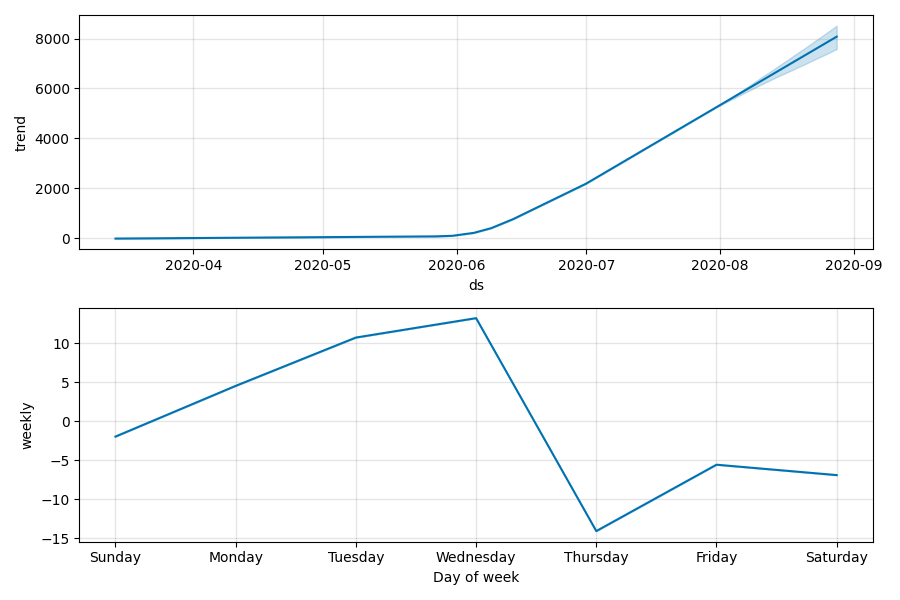 8000
6000
4000
2000
0
trend
2020-04 2020-05 2020-06 2020-07 2020-08 2020-09
ds
10
5
0
−5
−10
−15
weekly
Sunday Monday Tuesday Wednesday Thursday Friday Saturday
Day of week